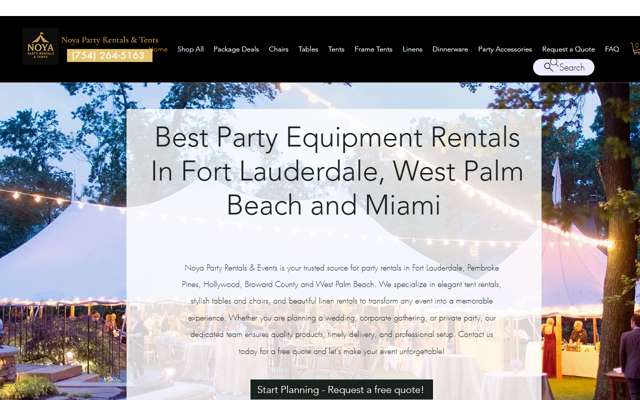 NOYA
PARTY RENTALS
& TENTS
Noya Party Rentals & Tents
(754) 264-5163
Home Shop All Package Deals Chairs Tables Tents Frame Tents Linens Dinnerware Party Accessories Request a Quote FAQ
Search
Best Party Equipment Rentals
In Fort Lauderdale, West Palm
Beach and Miami
Noya Party Rentals & Events is your trusted source for party rentals in Fort Lauderdale, Pembroke
Pines, Hollywood, Broward County and West Palm Beach. We specialize in elegant tent rentals,
stylish tables and chairs, and beautiful linen rentals to transform any event into a memorable
experience. Whether you are planning a wedding, corporate gathering, or private party, our
dedicated team ensures quality products, timely delivery, and professional setup. Contact us
today for a free quote and let's make your event unforgettable!
Start Planning - Request a free quote!